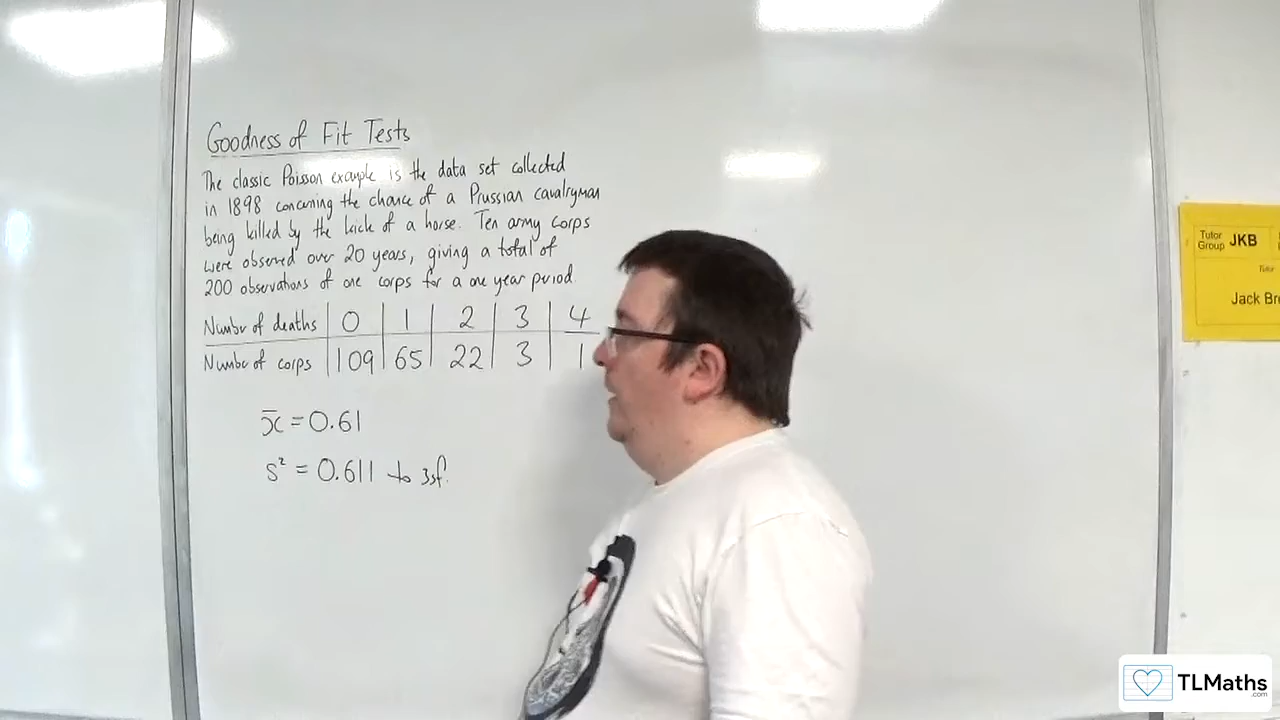 Goodness of Fit Tests
The classic Poisson example is the data set collected
in 1898 concerning the chance of a Prussian cavalryman
being killed by the kick of a horse. Ten army corps
were observed over 20 years, giving a total of
200 observations of one corps for a one year period.
Number of deaths | 0 | 1 | 2 | 3 | 4
Number of corps | 109 | 65 | 22 | 3 | 1
x̄ = 0.61
s² = 0.611 to 3sf.
Tutor Group JKB
Jack Bre
TLMaths
.com